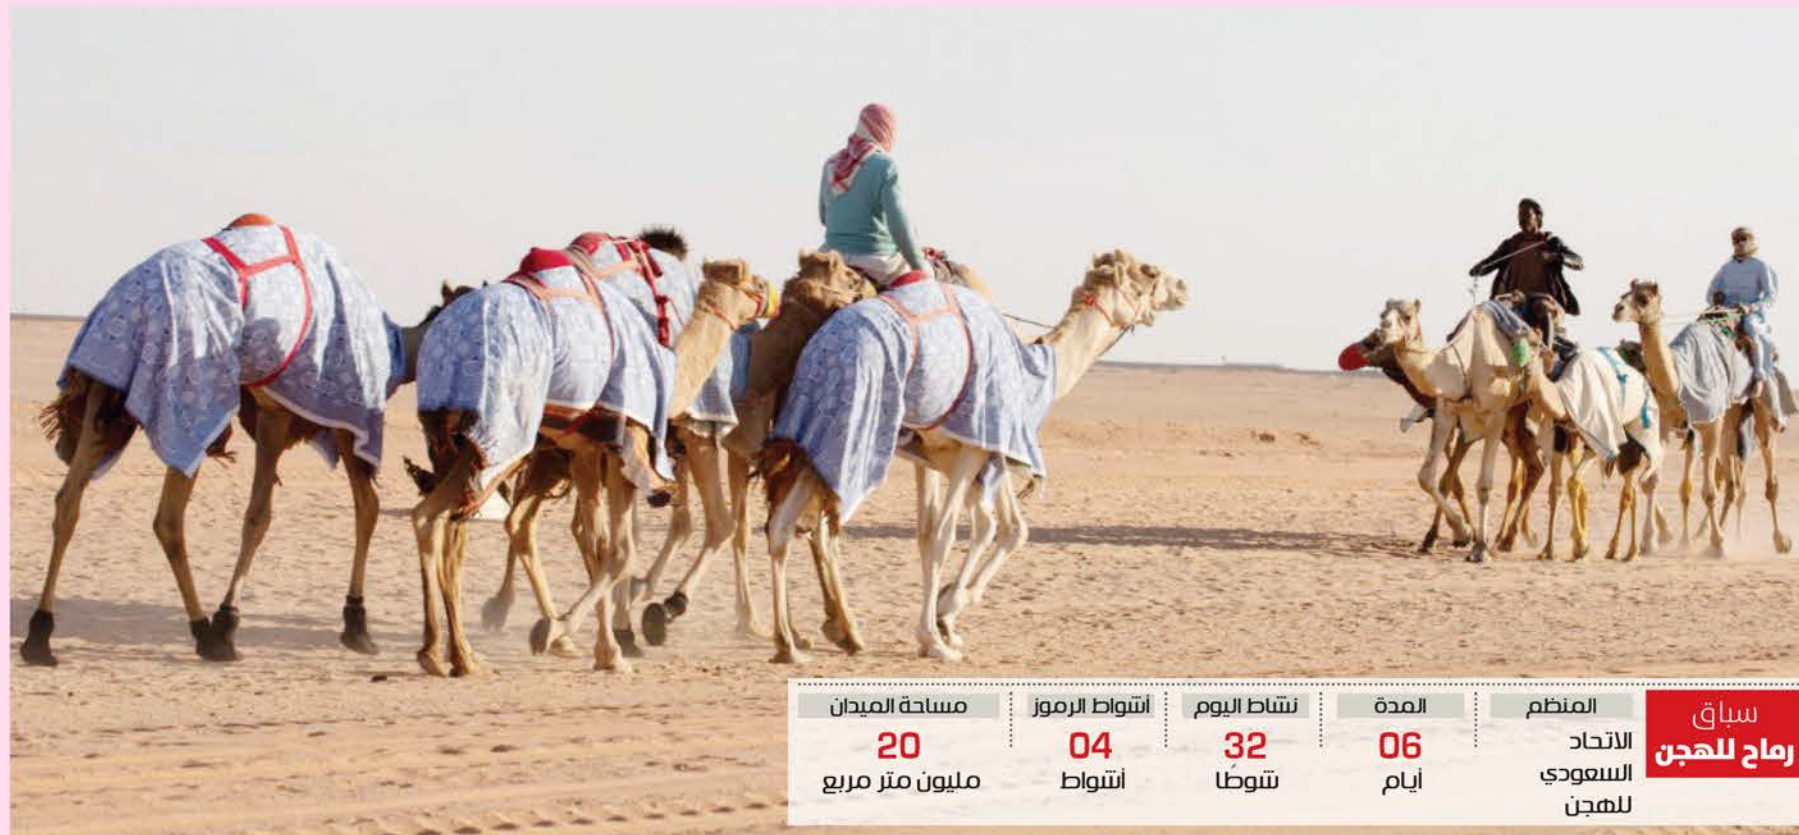 سباق
رماح للهجن
المنظم
الاتحاد
السعودي
للهجن
المدة
06
أيام
نشاط اليوم
32
شوطًا
أشواط الرموز
04
أشواط
مساحة الميدان
20
مليون متر مربع